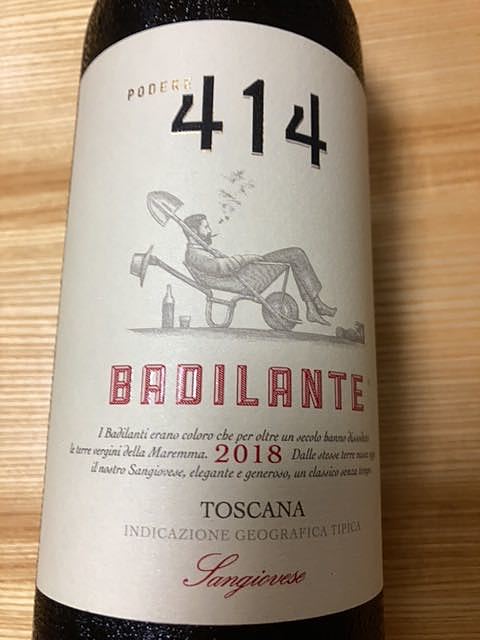 PODERE
414
BADILANTE
I Badilanti erano coloro che per oltre un secolo hanno dissodato
le terre vergini della Maremma. 2018 Dalle stesse terre nasce oggi
il nostro Sangiovese, elegante e generoso, un classico senza tempo.
TOSCANA
INDICAZIONE GEOGRAFICA TIPICA
Sangiovese